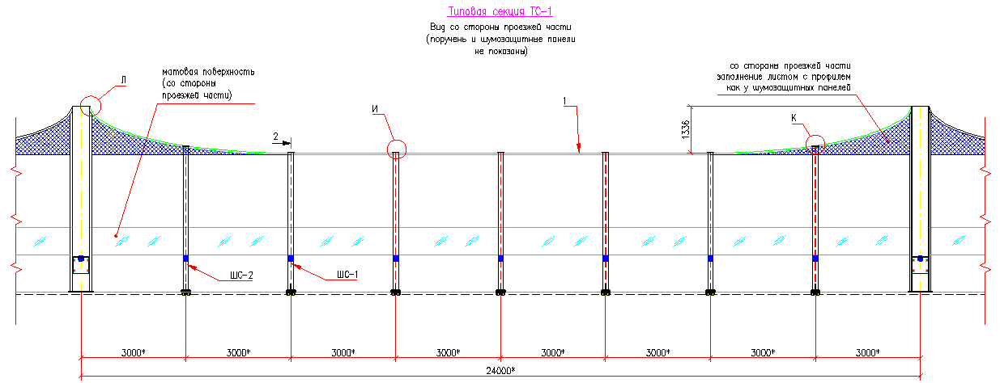 Типовая секция ТС-1
Вид со стороны проезжей части
(поручень и шумозащитные панели
не показаны)
матовая поверхность
(со стороны
проезжей части)
Л
И
1
2
К
со стораны проезжей части
заполнение листом с профилем
как у шумозащитных панелей
1336
ШС-2
ШС-1
3000*
3000*
3000*
3000*
3000*
3000*
3000*
3000*
24000*